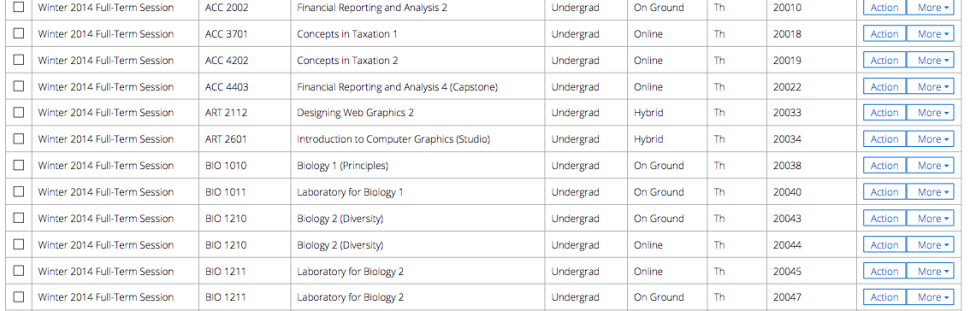 Winter 2014 Full-Term Session ACC 2002 Financial Reporting and Analysis 2 Undergrad On Ground Th 20010 Action More
Winter 2014 Full-Term Session ACC 3701 Concepts in Taxation 1 Undergrad Online Th 20018 Action More
Winter 2014 Full-Term Session ACC 4202 Concepts in Taxation 2 Undergrad Online Th 20019 Action More
Winter 2014 Full-Term Session ACC 4403 Financial Reporting and Analysis 4 (Capstone) Undergrad Online Th 20022 Action More
Winter 2014 Full-Term Session ART 2112 Designing Web Graphics 2 Undergrad Hybrid Th 20033 Action More
Winter 2014 Full-Term Session ART 2601 Introduction to Computer Graphics (Studio) Undergrad Hybrid Th 20034 Action More
Winter 2014 Full-Term Session BIO 1010 Biology 1 (Principles) Undergrad On Ground Th 20038 Action More
Winter 2014 Full-Term Session BIO 1011 Laboratory for Biology 1 Undergrad On Ground Th 20040 Action More
Winter 2014 Full-Term Session BIO 1210 Biology 2 (Diversity) Undergrad On Ground Th 20043 Action More
Winter 2014 Full-Term Session BIO 1210 Biology 2 (Diversity) Undergrad Online Th 20044 Action More
Winter 2014 Full-Term Session BIO 1211 Laboratory for Biology 2 Undergrad Online Th 20045 Action More
Winter 2014 Full-Term Session BIO 1211 Laboratory for Biology 2 Undergrad On Ground Th 20047 Action More